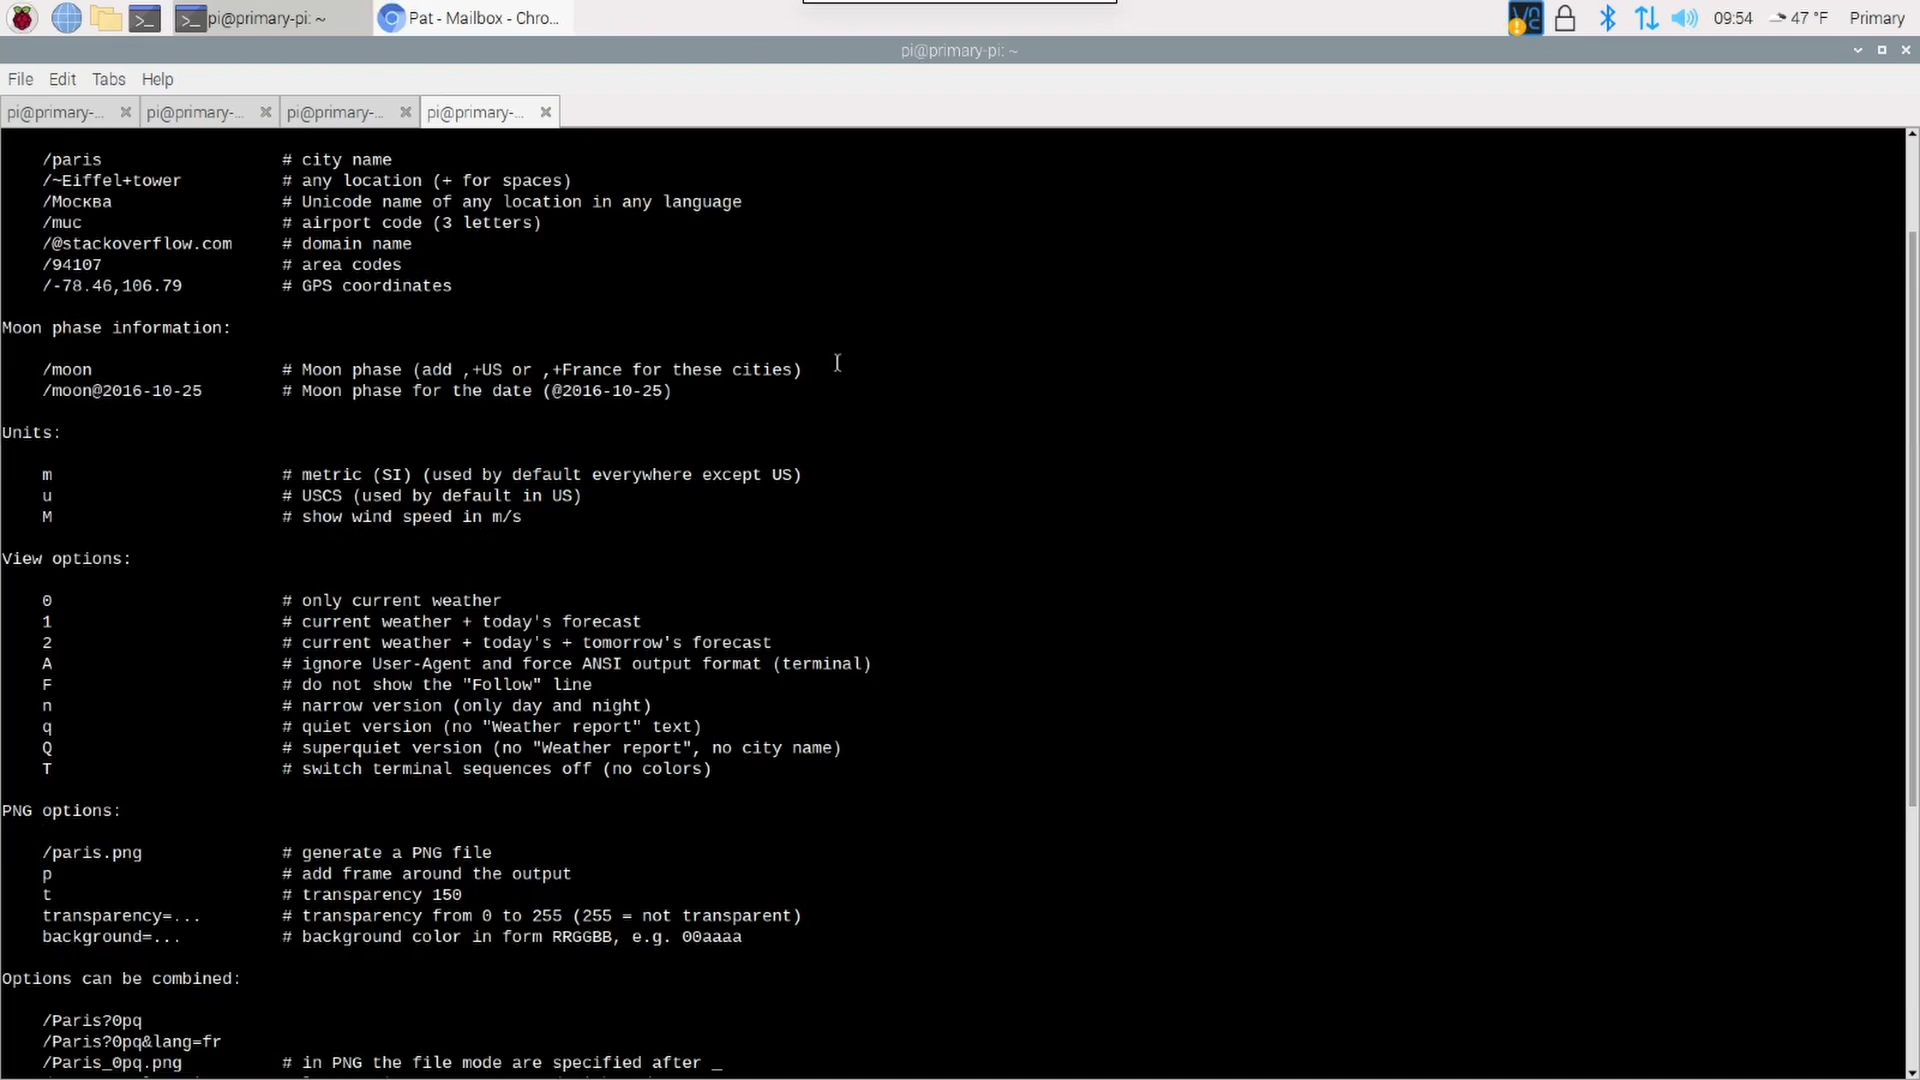 pi@primary-pi: ~
Pat - Mailbox - Chro...
09:54
47 °F
Primary
pi@primary-pi: ~
File Edit Tabs Help
pi@primary-...
pi@primary-...
pi@primary-...
pi@primary-...
/paris # city name
/~Eiffel+tower # any location (+ for spaces)
/Москва # Unicode name of any location in any language
/muc # airport code (3 letters)
/@stackoverflow.com # domain name
/94107 # area codes
/-78.46,106.79 # GPS coordinates
Moon phase information:
/moon # Moon phase (add ,+US or ,+France for these cities)
/moon@2016-10-25 # Moon phase for the date (@2016-10-25)
Units:
m # metric (SI) (used by default everywhere except US)
u # USCS (used by default in US)
M # show wind speed in m/s
View options:
0 # only current weather
1 # current weather + today's forecast
2 # current weather + today's + tomorrow's forecast
A # ignore User-Agent and force ANSI output format (terminal)
F # do not show the "Follow" line
n # narrow version (only day and night)
q # quiet version (no "Weather report" text)
Q # superquiet version (no "Weather report", no city name)
T # switch terminal sequences off (no colors)
PNG options:
/paris.png # generate a PNG file
p # add frame around the output
t # transparency 150
transparency=... # transparency from 0 to 255 (255 = not transparent)
background=... # background color in form RRGGBB, e.g. 00aaaa
Options can be combined:
/Paris?0pq
/Paris?0pq&lang=fr
/Paris_0pq.png # in PNG the file mode are specified after _